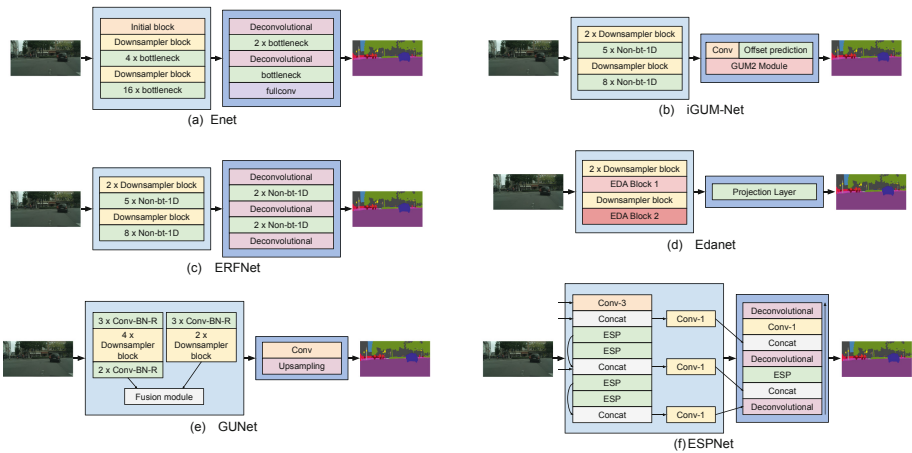 Initial block
Downsampler block
4 x bottleneck
Downsampler block
16 x bottleneck
Deconvolutional
2 x bottleneck
Deconvolutional
bottleneck
fullconv
(a) Enet
2 x Downsampler block
5 x Non-bt-1D
Downsampler block
8 x Non-bt-1D
Conv
Offset prediction
GUM2 Module
(b) iGUM-Net
2 x Downsampler block
5 x Non-bt-1D
Downsampler block
8 x Non-bt-1D
Deconvolutional
2 x Non-bt-1D
Deconvolutional
2 x Non-bt-1D
Deconvolutional
(c) ERFNet
2 x Downsampler block
EDA Block 1
Downsampler block
EDA Block 2
Projection Layer
(d) Edanet
3 x Conv-BN-R
4 x
Downsampler
block
2 x Conv-BN-R
3 x Conv-BN-R
2 x
Downsampler
block
Fusion module
Conv
Upsampling
(e) GUNet
Conv-3
Concat
ESP
ESP
Concat
ESP
ESP
Concat
Conv-1
Conv-1
Conv-1
Deconvolutional
Conv-1
Concat
Deconvolutional
ESP
Concat
Deconvolutional
(f) ESPNet